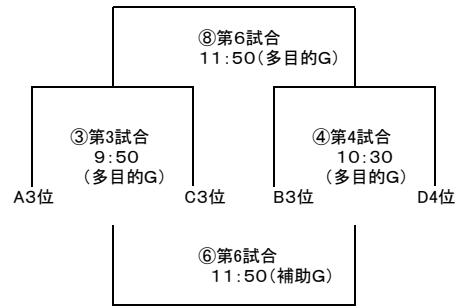 ⑧第6試合
11:50(多目的G)
③第3試合
9:50
(多目的G)
④第4試合
10:30
(多目的G)
A3位
C3位
B3位
D4位
⑥第6試合
11:50(補助G)